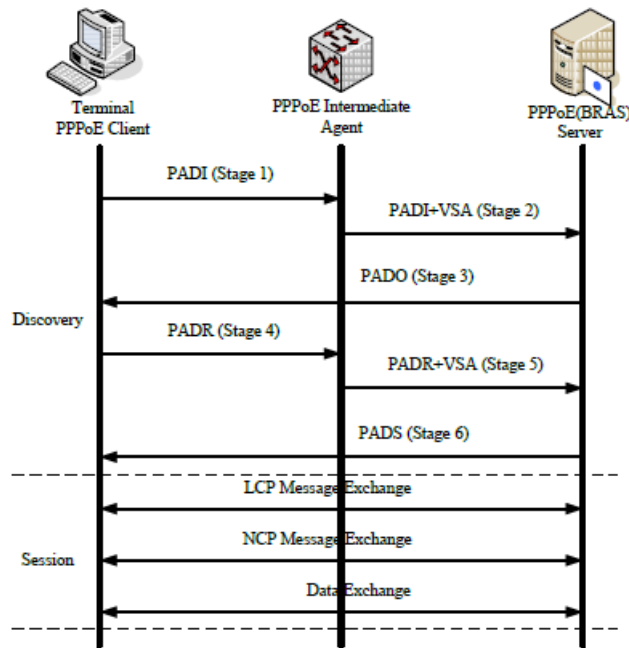 Terminal
PPPoE Client
PPPoE Intermediate
Agent
PPPoE(BRAS)
Server
PADI (Stage 1)
PADI+VSA (Stage 2)
PADO (Stage 3)
Discovery
PADR (Stage 4)
PADR+VSA (Stage 5)
PADS (Stage 6)
LCP Message Exchange
NCP Message Exchange
Session
Data Exchange